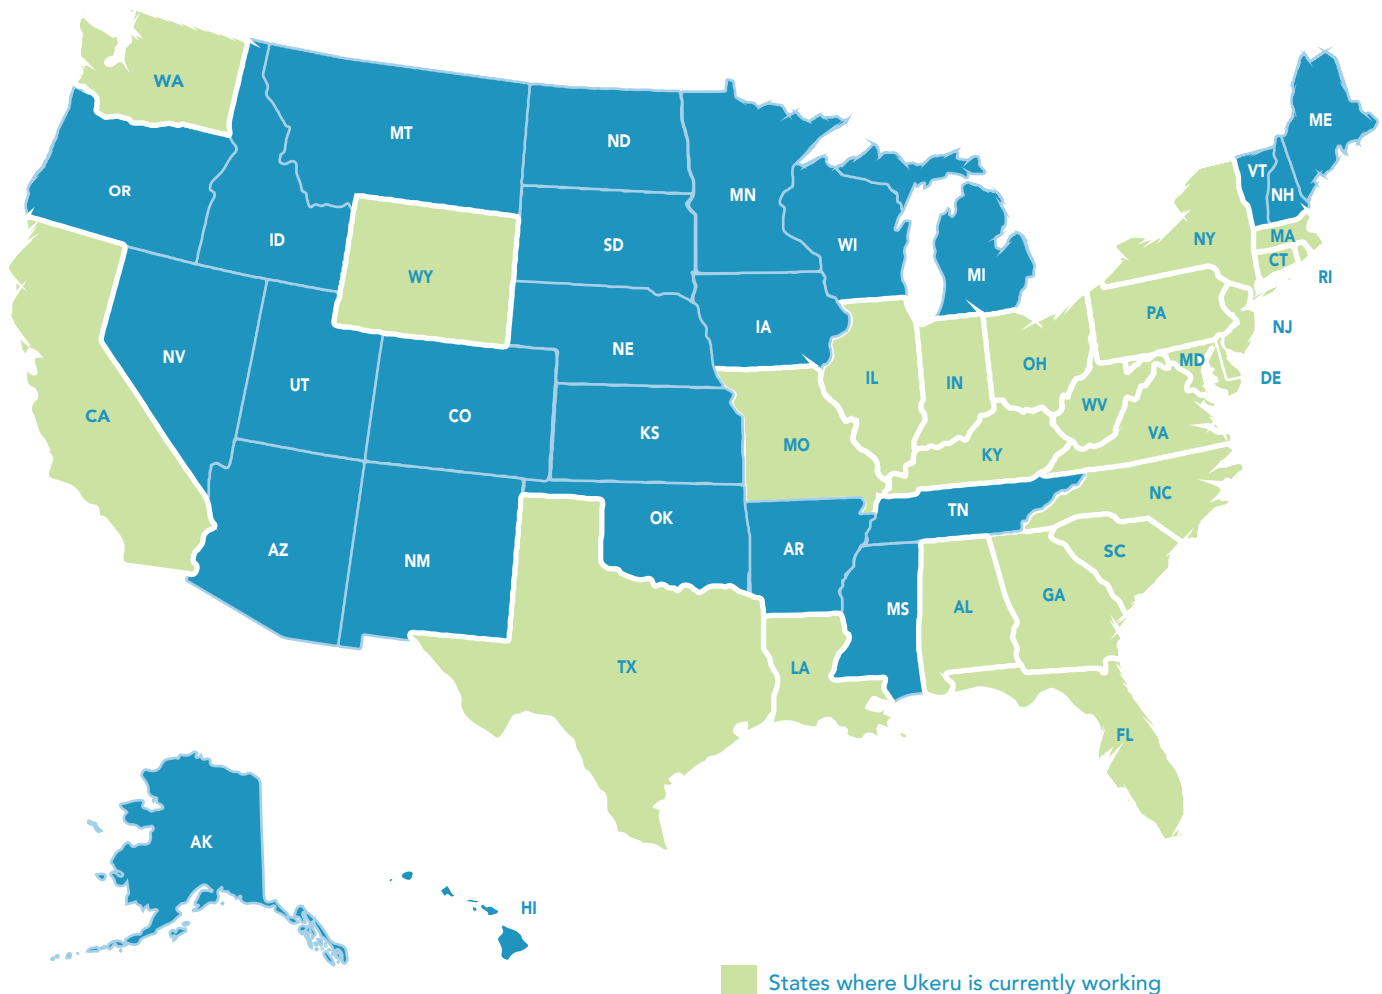 WA
ME
MT
ND
VT
OR
MN
NH
MA
NY
ID
SD
WI
CT
WY
MI
RI
PA
IA
NJ
NV
NE
MD
OH
UT
IL
IN
DE
WV
CA
CO
KS
VA
MO
KY
NC
TN
OK
AZ
AR
SC
NM
GA
MS
AL
TX
LA
FL
AK
HI
States where Ukeru is currently working